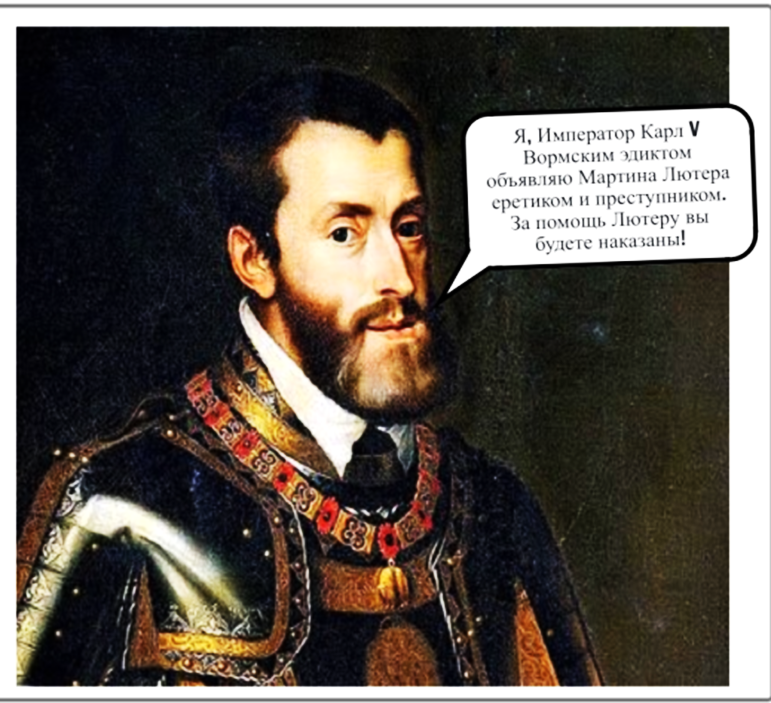 Я, Император Карл V
Вормским эдиктом
объявляю Мартина Лютера
еретиком и преступником.
За помощь Лютеру вы
будете наказаны!